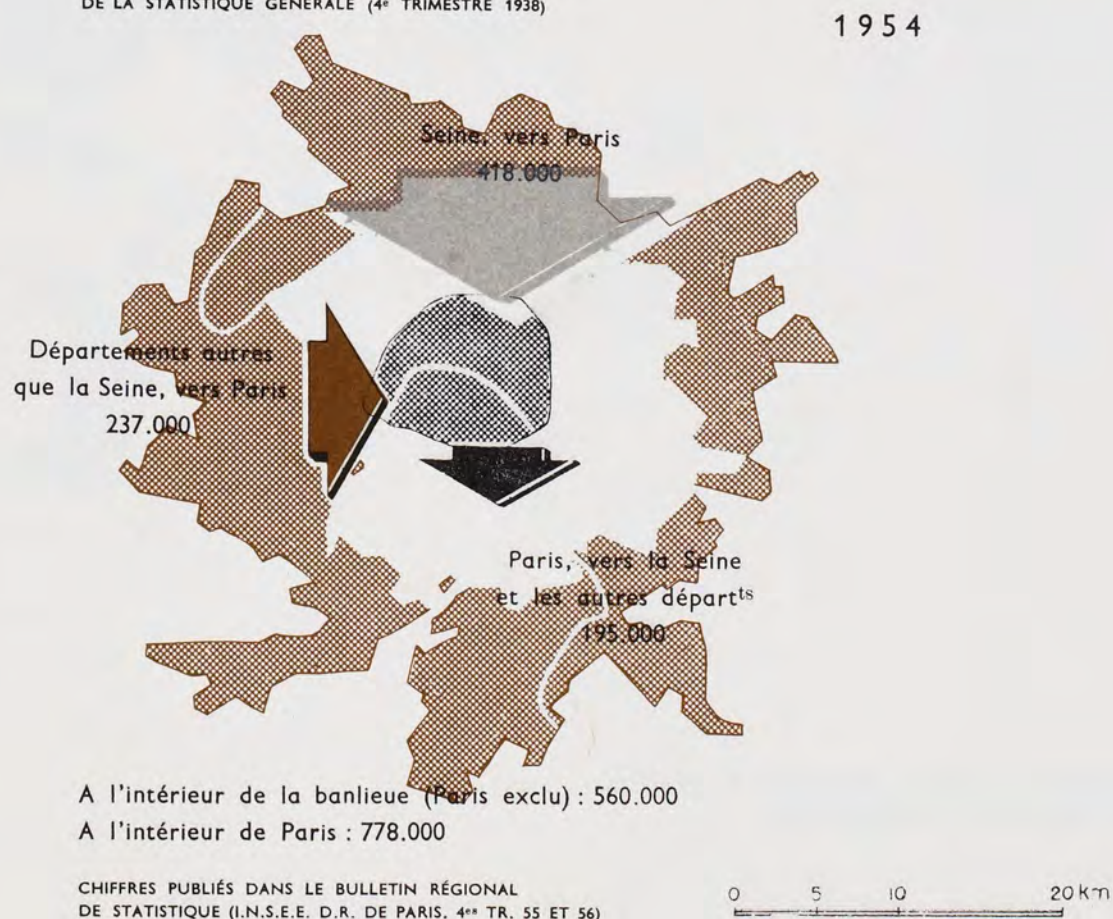 DE LA STATISTIQUE GÉNÉRALE (4e TRIMESTRE 1938)
1954
Seine, vers Paris
418.000
Départements autres
que la Seine, vers Paris
237.000
Paris, vers la Seine
et les autres départts
195.000
A l'intérieur de la banlieue (Paris exclu) : 560.000
A l'intérieur de Paris : 778.000
CHIFFRES PUBLIÉS DANS LE BULLETIN RÉGIONAL
DE STATISTIQUE (I.N.S.E.E. D.R. DE PARIS, 4es TR. 55 ET 56)
0 5 10 20 km